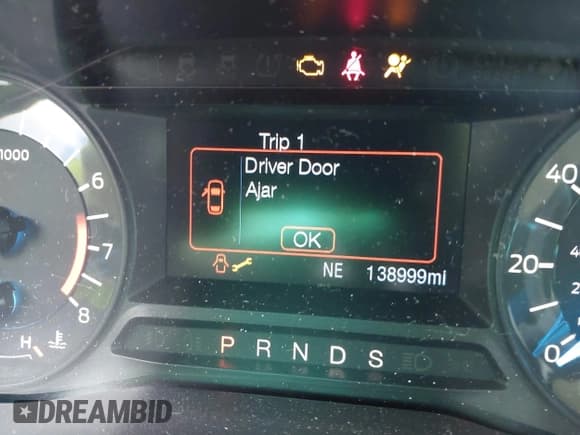 Trip 1
Driver Door
Ajar
OK
NE 138999mi
1000
6
7
8
H
40
20
0
P R N D S
DREAMBID